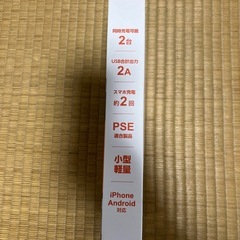 同時充電可能
2台
USB合計出力
2A
スマホ充電
約2回
PSE
適合製品
小型
軽量
iPhone
Android
対応